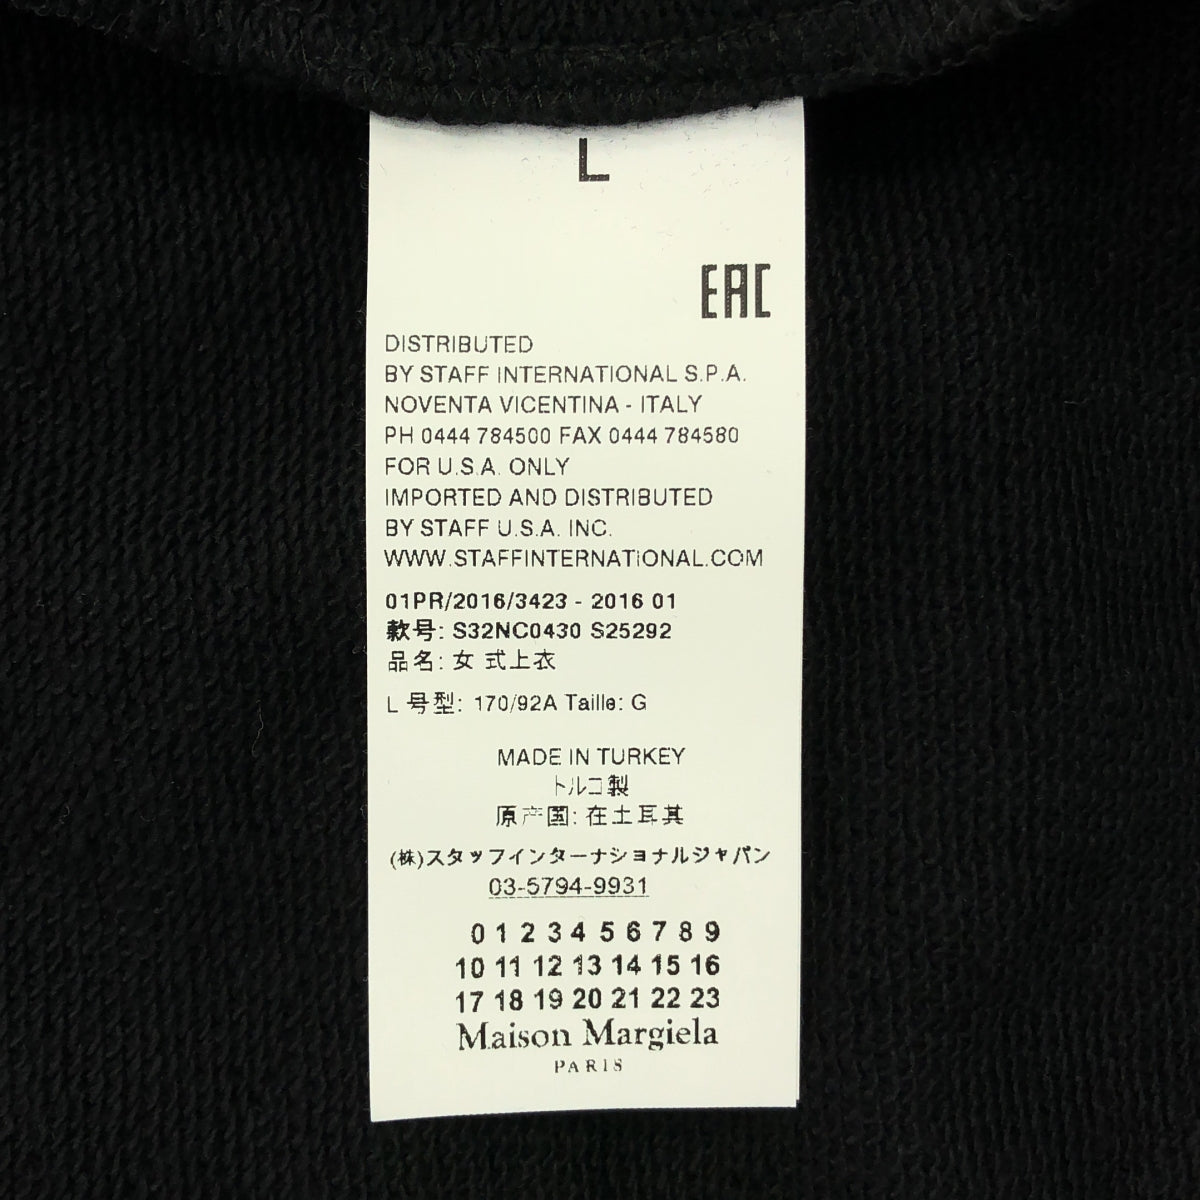 L
EAC
DISTRIBUTED
BY STAFF INTERNATIONAL S.P.A.
NOVENTA VICENTINA - ITALY
PH 0444 784500 FAX 0444 784580
FOR U.S.A. ONLY
IMPORTED AND DISTRIBUTED
BY STAFF U.S.A. INC.
WWW.STAFFINTERNATIONAL.COM
01PR/2016/3423 - 2016 01
款号: S32NC0430 S25292
品名: 女 式上衣
L 号型: 170/92A Taille: G
MADE IN TURKEY
トルコ製
原产国: 在土耳其
(株)スタッフインターナショナルジャパン
03-5794-9931
0 1 2 3 4 5 6 7 8 9
10 11 12 13 14 15 16
17 18 19 20 21 22 23
Maison Margiela
PARIS